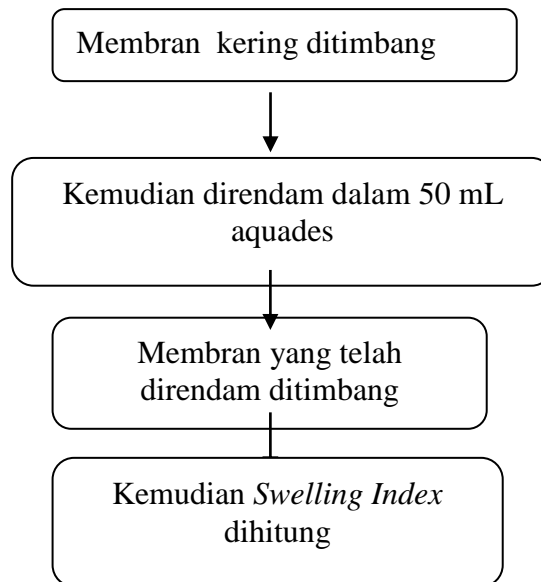 Membran kering ditimbang
Kemudian direndam dalam 50 mL
aquades
Membran yang telah
direndam ditimbang
Kemudian Swelling Index
dihitung